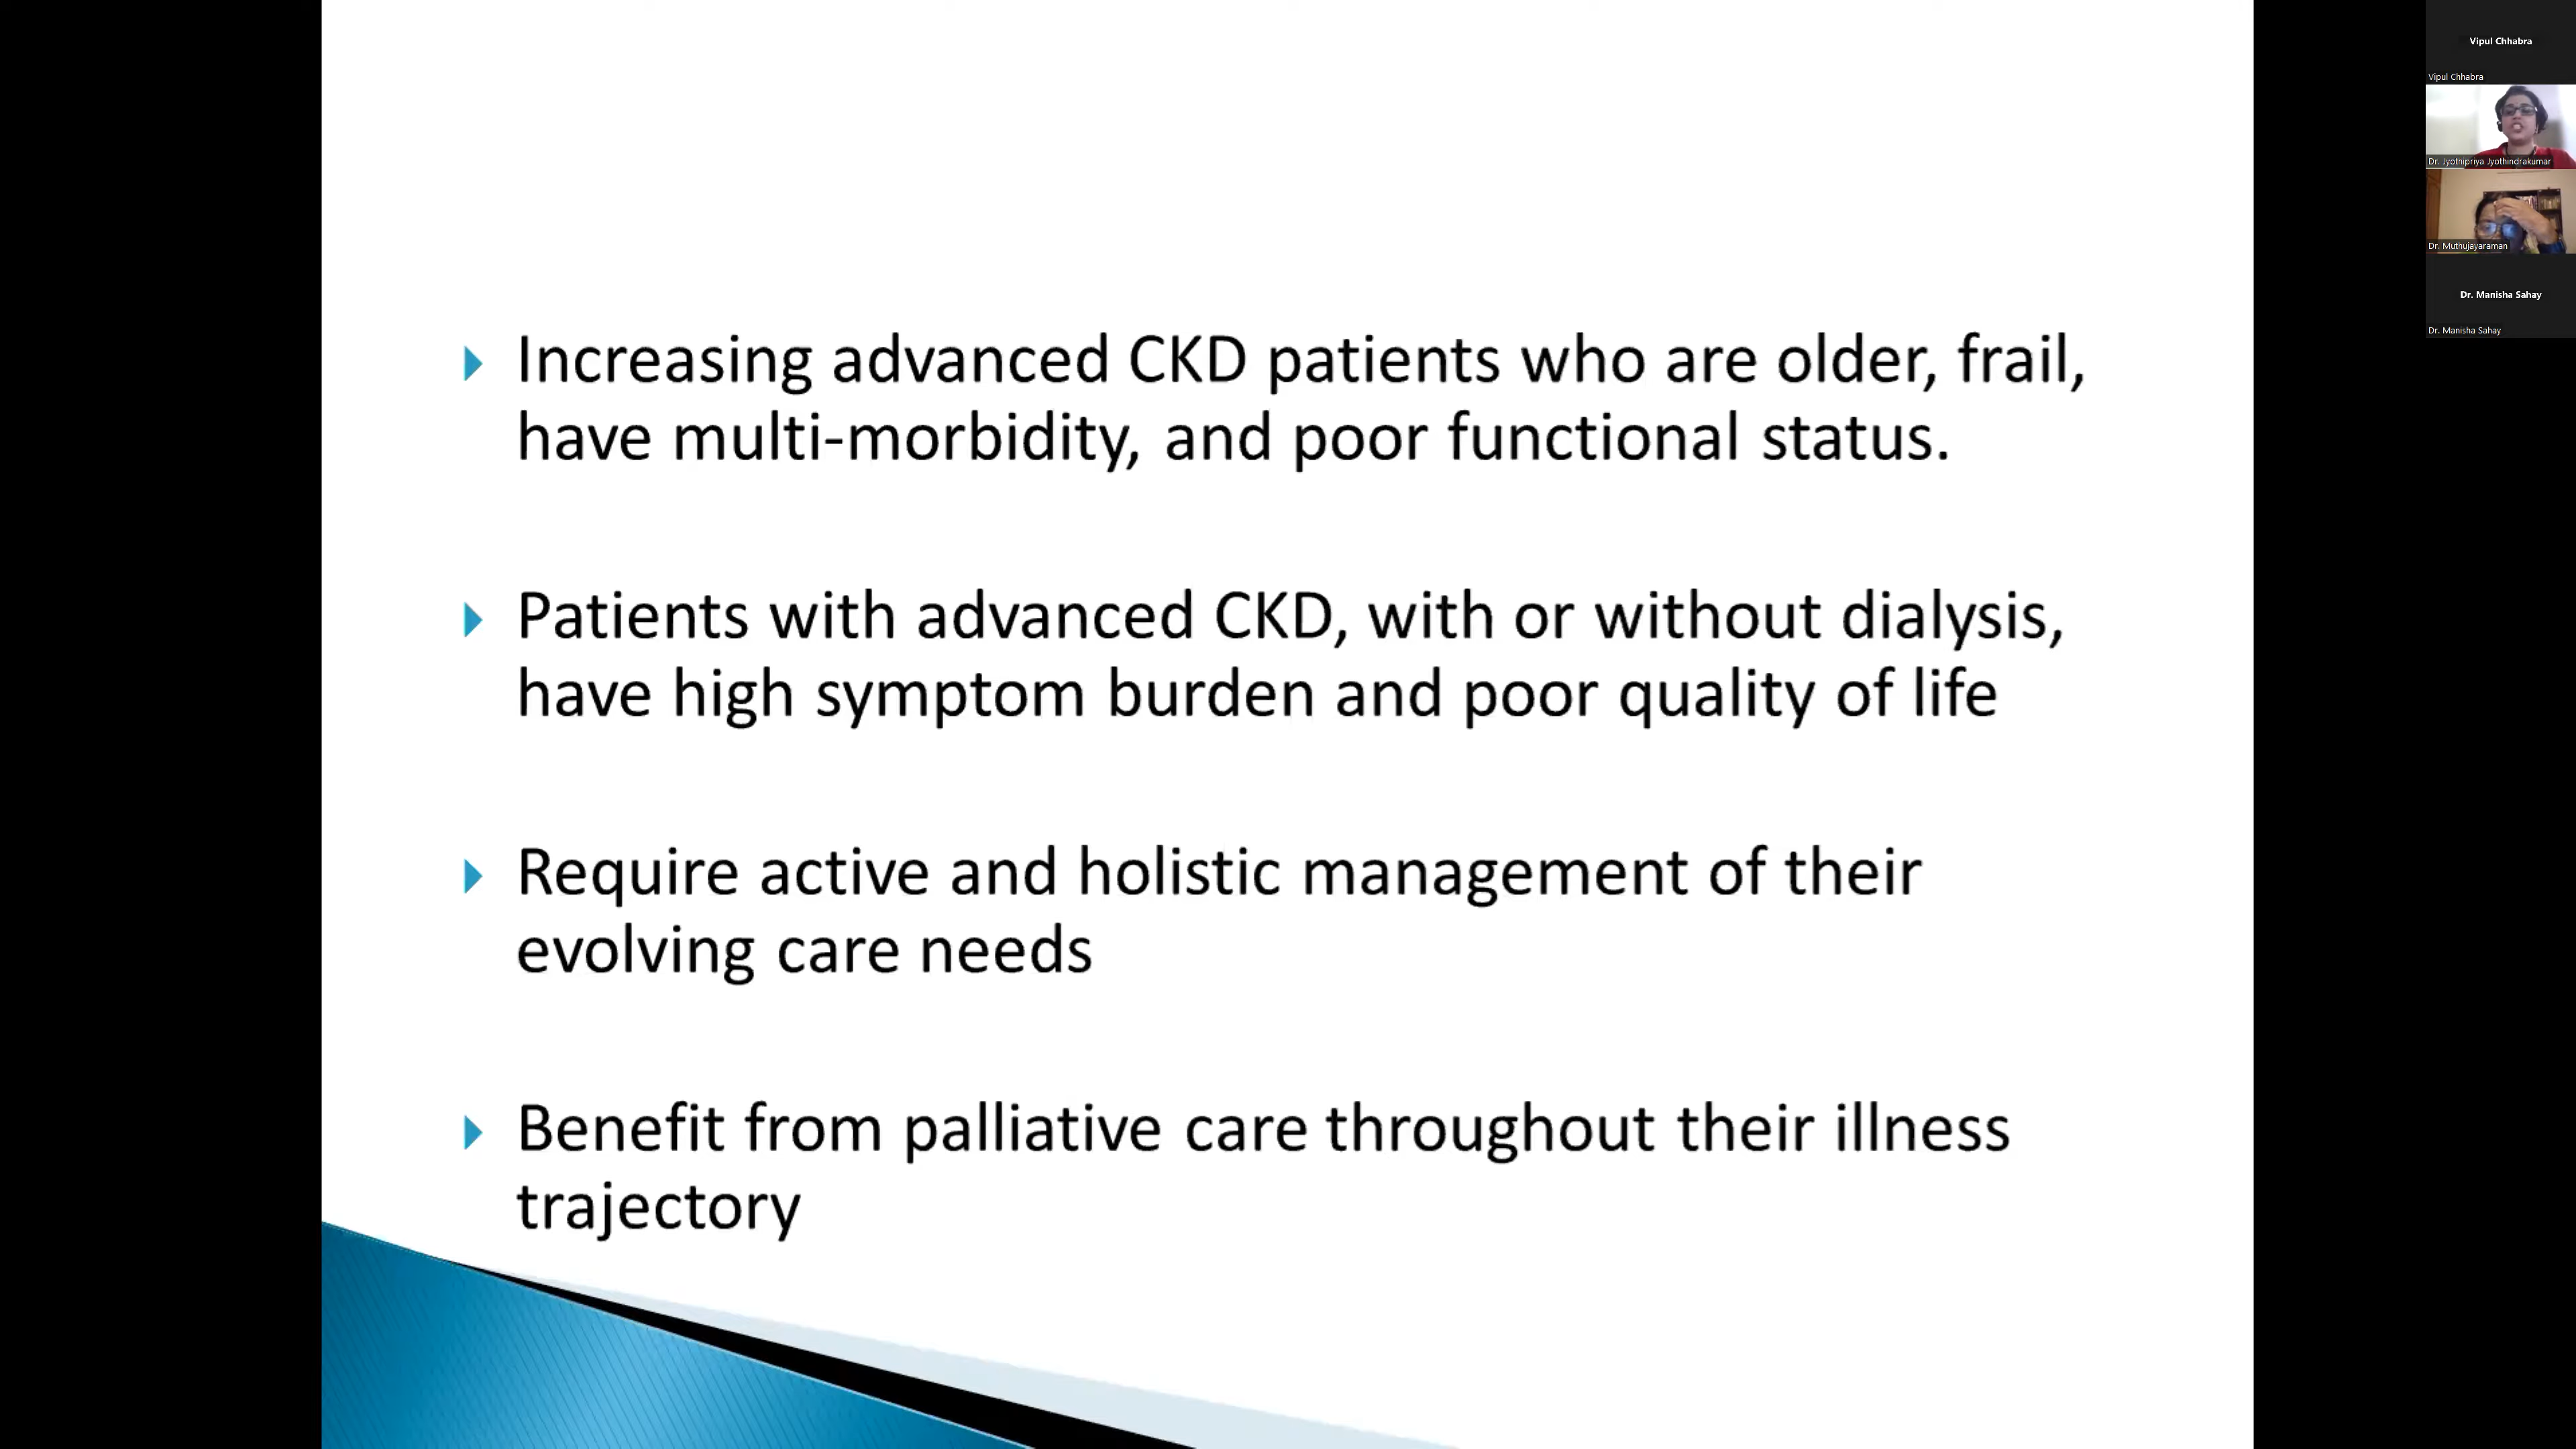 Increasing advanced CKD patients who are older, frail,
have multi-morbidity, and poor functional status.
Patients with advanced CKD, with or without dialysis,
have high symptom burden and poor quality of life
Require active and holistic management of their
evolving care needs
Benefit from palliative care throughout their illness
trajectory
Vipul Chhabra
Vipul Chhabra
Dr. Jyothipriya Jyothindrakumar
Dr. Muthujayaraman
Dr. Manisha Sahay
Dr. Manisha Sahay